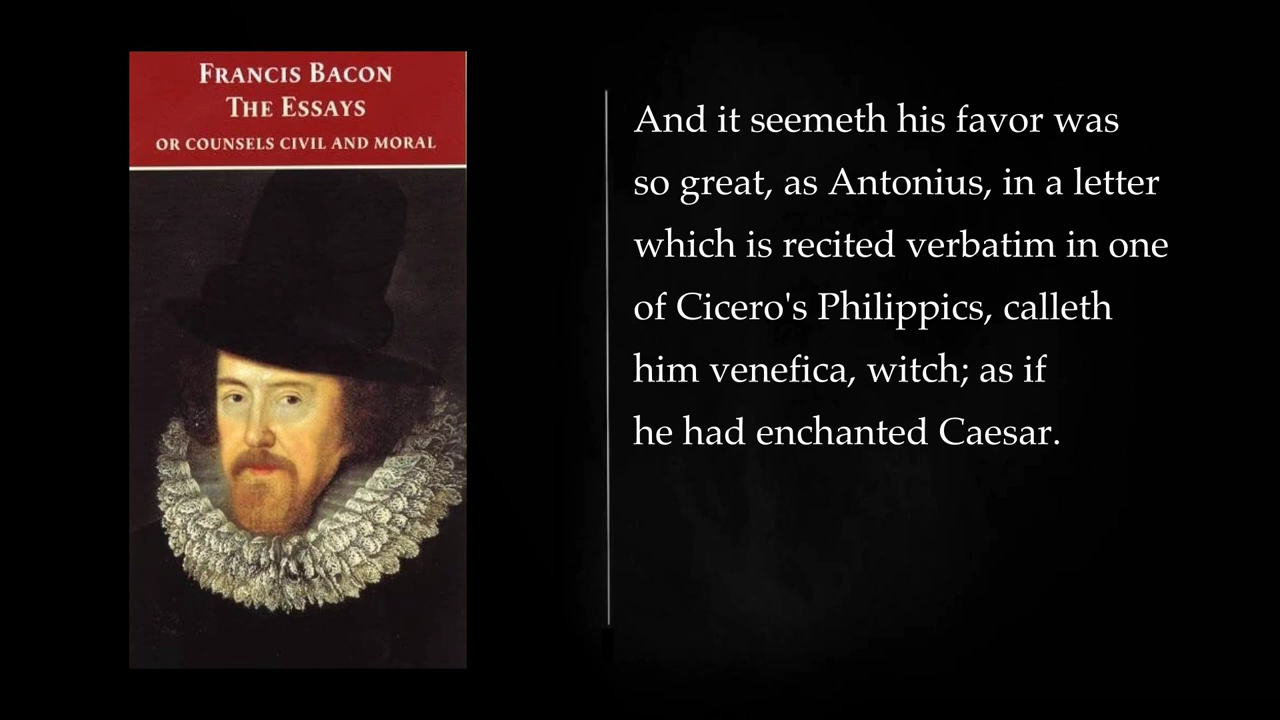 FRANCIS BACON
THE ESSAYS
OR COUNSELS CIVIL AND MORAL
And it seemeth his favor was
so great, as Antonius, in a letter
which is recited verbatim in one
of Cicero's Philippics, calleth
him venefica, witch; as if
he had enchanted Caesar.